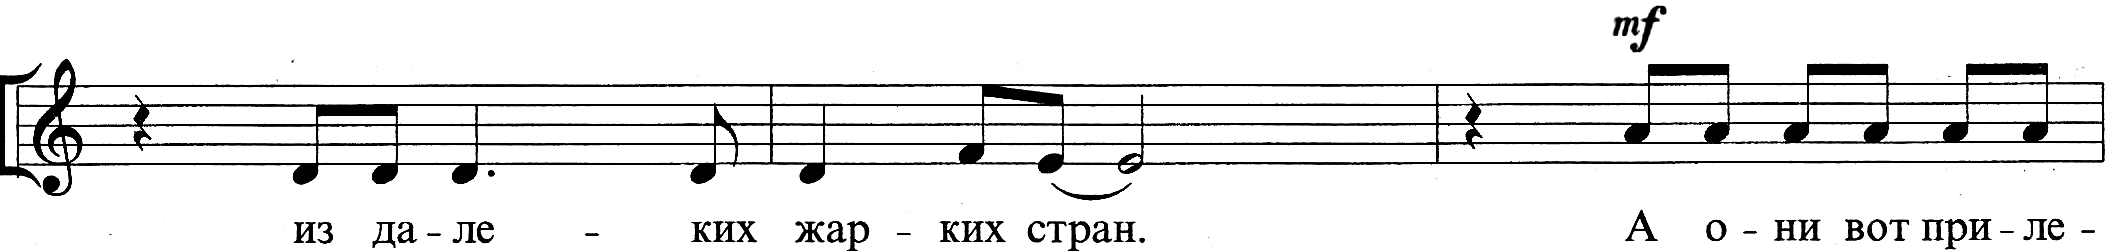 mf
из да - ле - ких жар - ких стран. А о - ни вот при - ле -